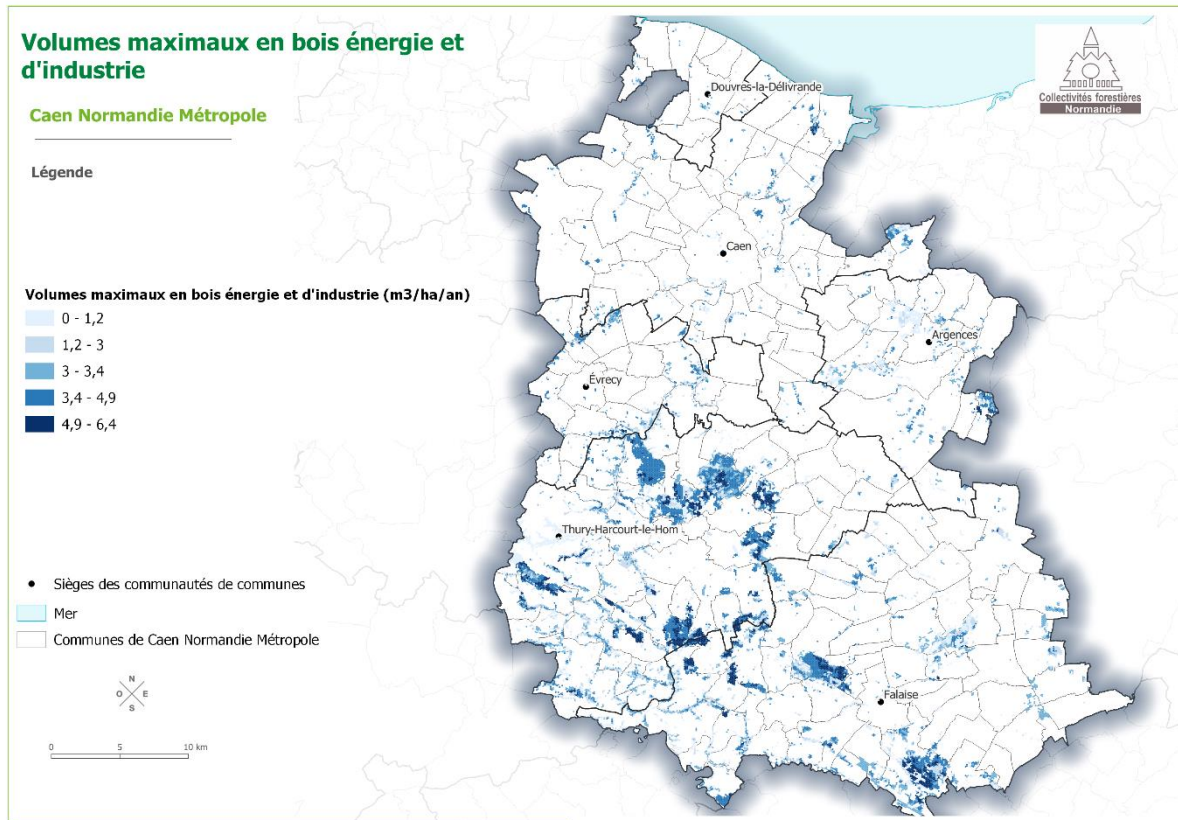 Volumes maximaux en bois énergie et
d'industrie
Caen Normandie Métropole
Légende
Volumes maximaux en bois énergie et d'industrie (m3/ha/an)
0 - 1,2
1,2 - 3
3 - 3,4
3,4 - 4,9
4,9 - 6,4
Sièges des communautés de communes
Mer
Communes de Caen Normandie Métropole
N
O E
S
0 5 10 km
Collectivités forestières
Normandie
Douvres-la-Délivrande
Caen
Argences
Évrecy
Thury-Harcourt-le-Hom
Falaise